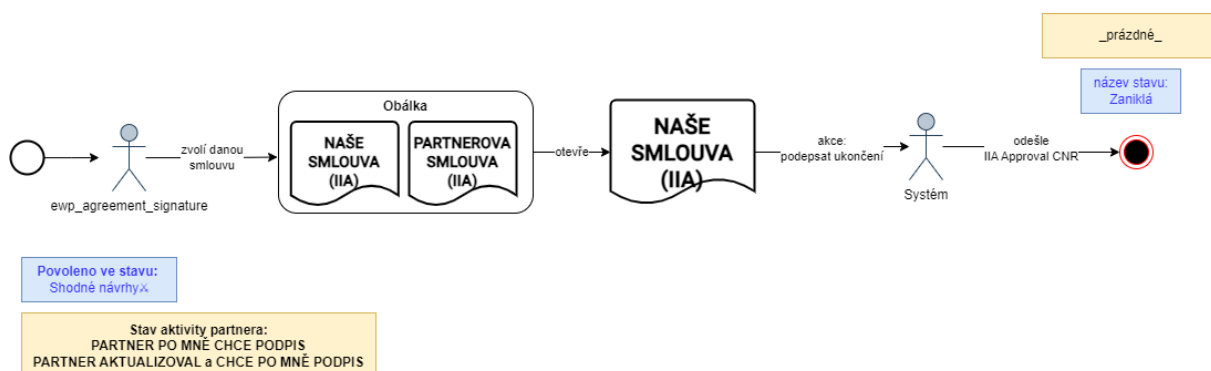 _prázdné_
název stavu:
Zaniklá
Obálka
NAŠE
SMLOUVA
(IIA)
PARTNEROVA
SMLOUVA
(IIA)
zvolí danou
smlouvu
ewp_agreement_signature
otevře
NAŠE
SMLOUVA
(IIA)
akce:
podepsat ukončení
Systém
odešle
IIA Approval CNR
Povoleno ve stavu:
Shodné návrhy⚔
Stav aktivity partnera:
PARTNER PO MNĚ CHCE PODPIS
PARTNER AKTUALIZOVAL a CHCE PO MNĚ PODPIS